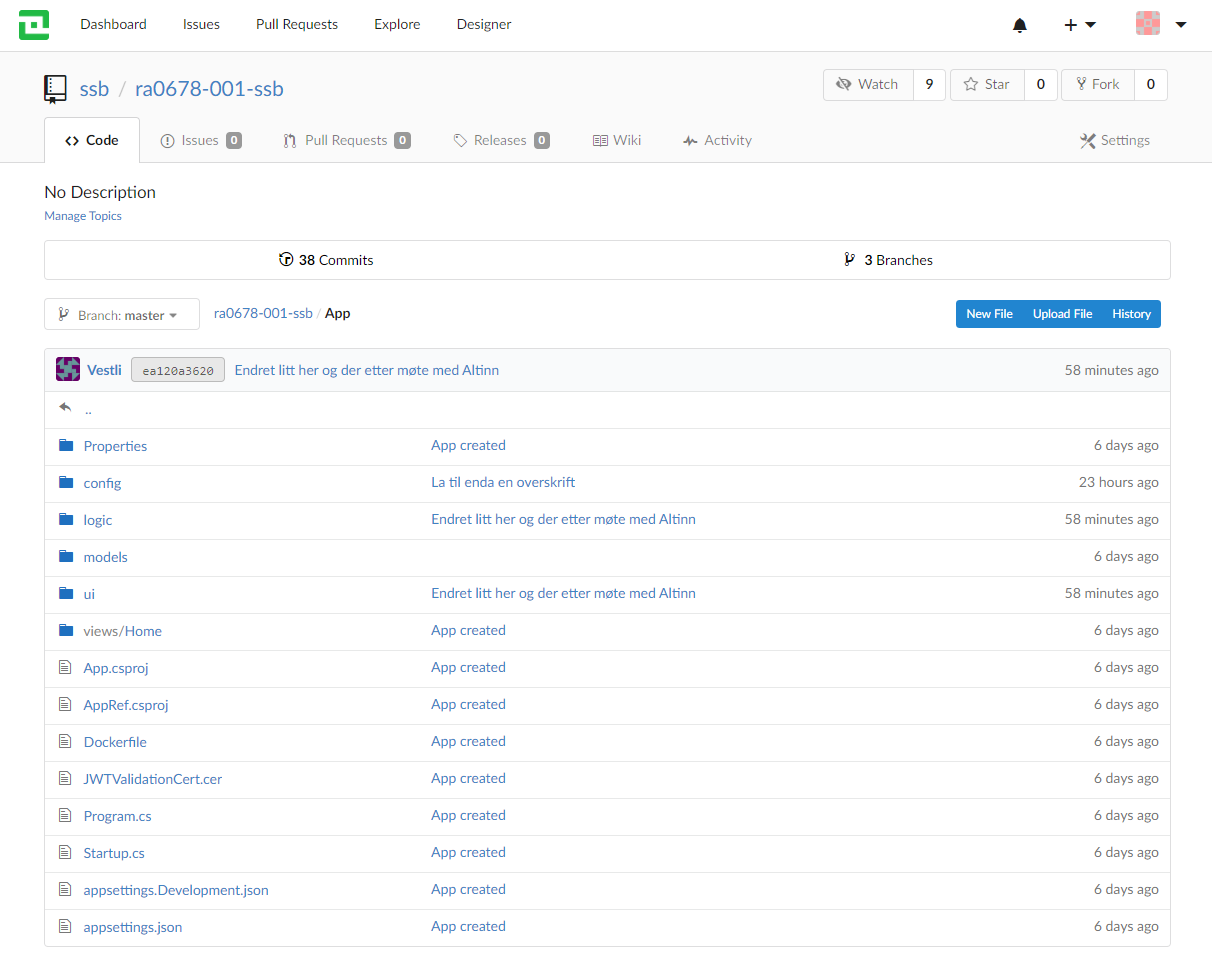 Dashboard Issues Pull Requests Explore Designer
ssb / ra0678-001-ssb
Watch 9 Star 0 Fork 0
Code Issues 0 Pull Requests 0 Releases 0 Wiki Activity Settings
No Description
Manage Topics
38 Commits 3 Branches
Branch: master ra0678-001-ssb / App New File Upload File History
Vestli ea120a3620 Endret litt her og der etter møte med Altinn 58 minutes ago
..
Properties App created 6 days ago
config La til enda en overskrift 23 hours ago
logic Endret litt her og der etter møte med Altinn 58 minutes ago
models 6 days ago
ui Endret litt her og der etter møte med Altinn 58 minutes ago
views/Home App created 6 days ago
App.csproj App created 6 days ago
AppRef.csproj App created 6 days ago
Dockerfile App created 6 days ago
JWTValidationCert.cer App created 6 days ago
Program.cs App created 6 days ago
Startup.cs App created 6 days ago
appsettings.Development.json App created 6 days ago
appsettings.json App created 6 days ago